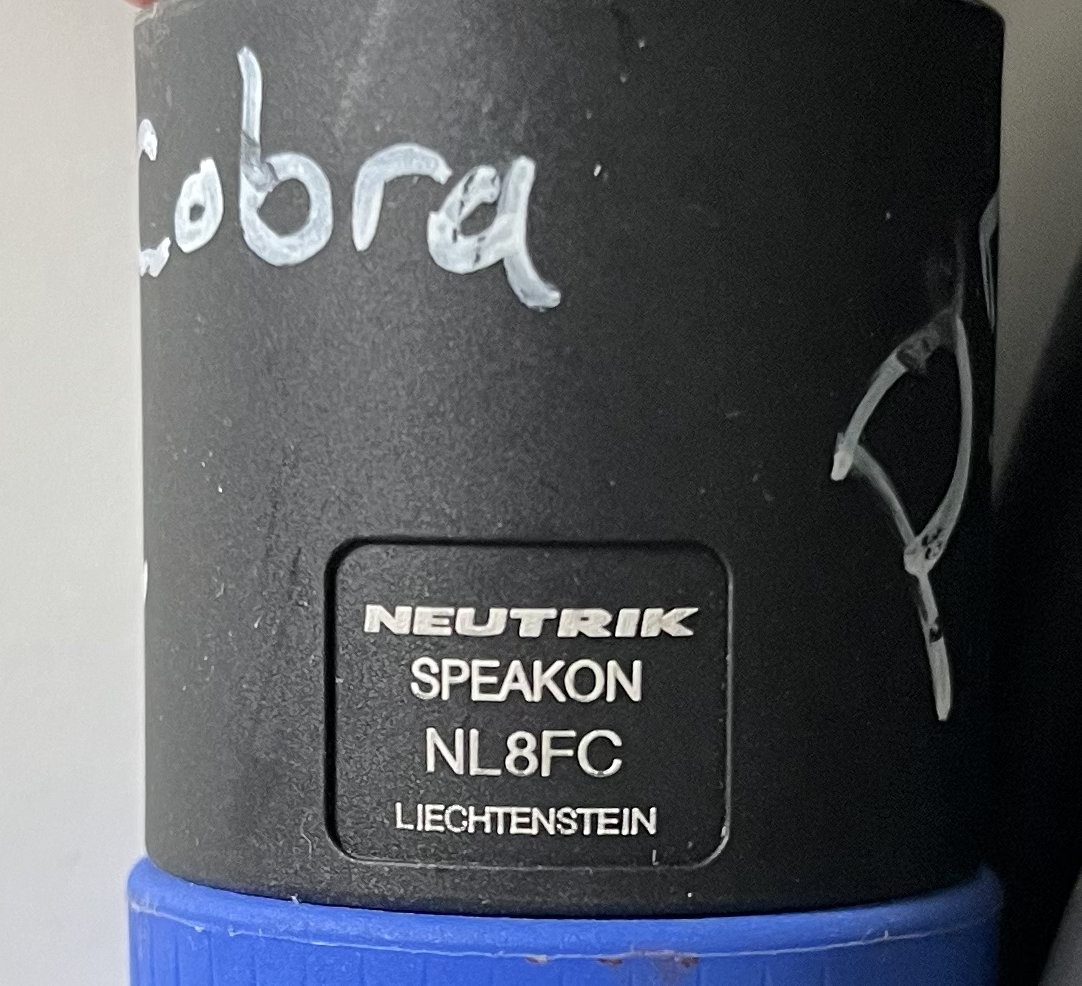 Cobra
NEUTRIK
SPEAKON
NL8FC
LIECHTENSTEIN